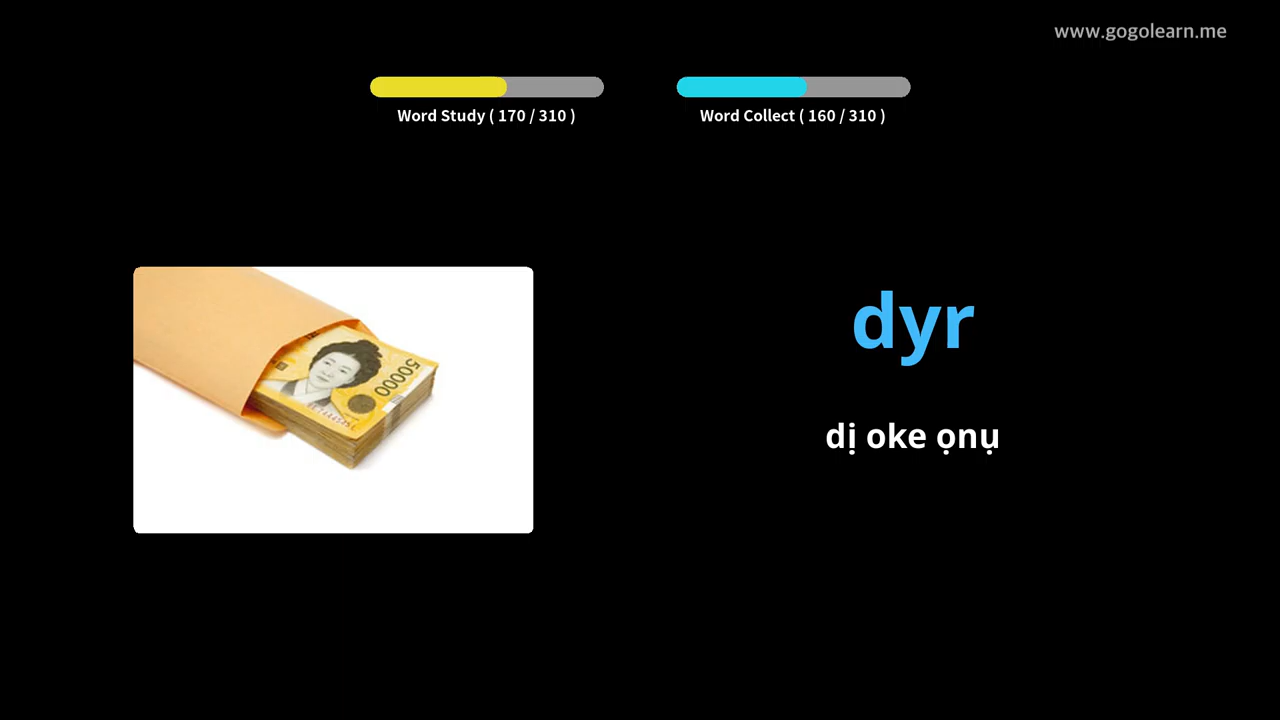 www.gogolearn.me
Word Study ( 170 / 310 )
Word Collect ( 160 / 310 )
50000
dyr
dị oke ọnụ